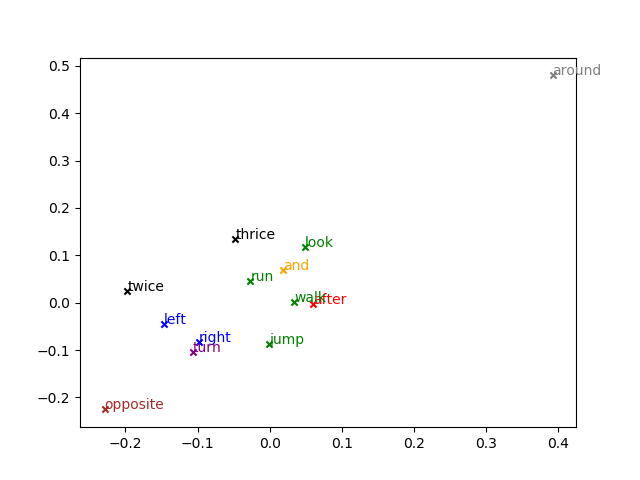 0.5
around
0.4
0.3
0.2
thrice
look
0.1
and
run
twice
walk
after
0.0
left
right
turn
jump
−0.1
−0.2
opposite
−0.2
−0.1
0.0
0.1
0.2
0.3
0.4